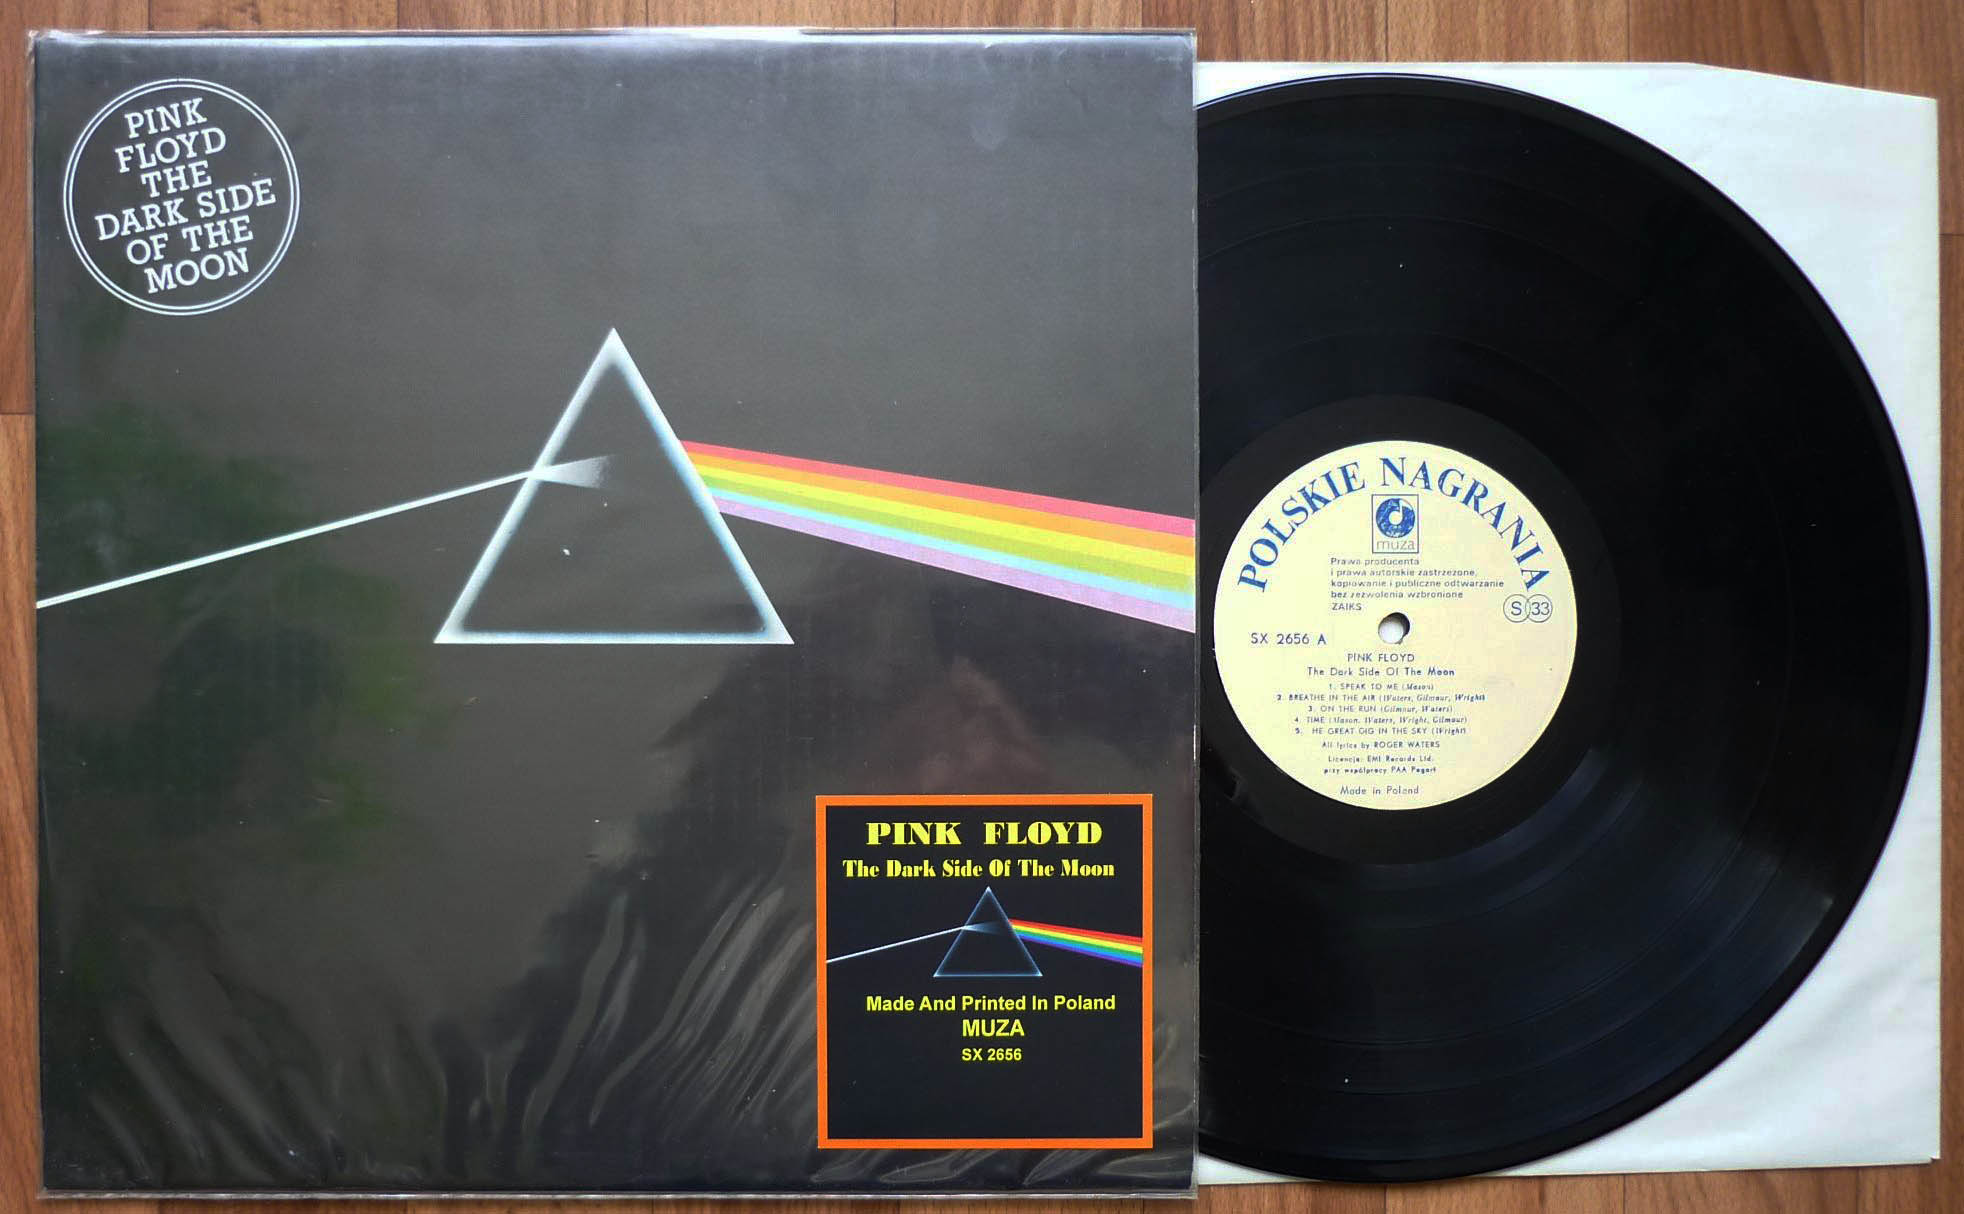 PINK
FLOYD
THE
DARK SIDE
OF THE
MOON
PINK FLOYD
The Dark Side Of The Moon
Made And Printed In Poland
MUZA
SX 2656
POLSKIE NAGRANIA
muza
Prawa producenta
i prawa autorskie zastrzeżone,
kopiowanie i publiczne odtwarzanie
bez zezwolenia wzbronione
ZAIKS
S 33
SX 2656 A
PINK FLOYD
The Dark Side Of The Moon
1. SPEAK TO ME (Mason)
2. BREATHE IN THE AIR (Waters, Gilmour, Wright)
3. ON THE RUN (Gilmour, Waters)
4. TIME (Mason, Waters, Wright, Gilmour)
5. HE GREAT GIG IN THE SKY (Wright)
All lyrics by ROGER WATERS
Licencja: EMI Records Ltd.
przy współpracy PAA Pagart
Made in Poland